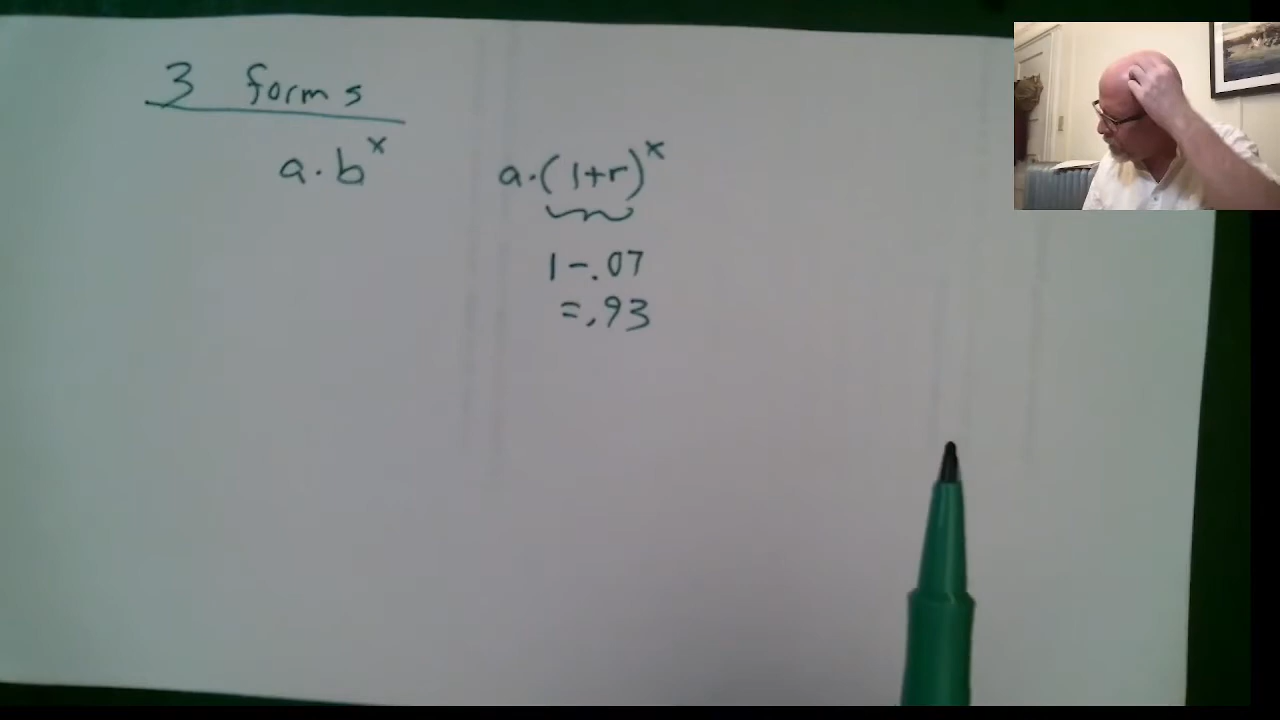 3 forms
a·b^x a·(1+r)^x
1-.07
=.93